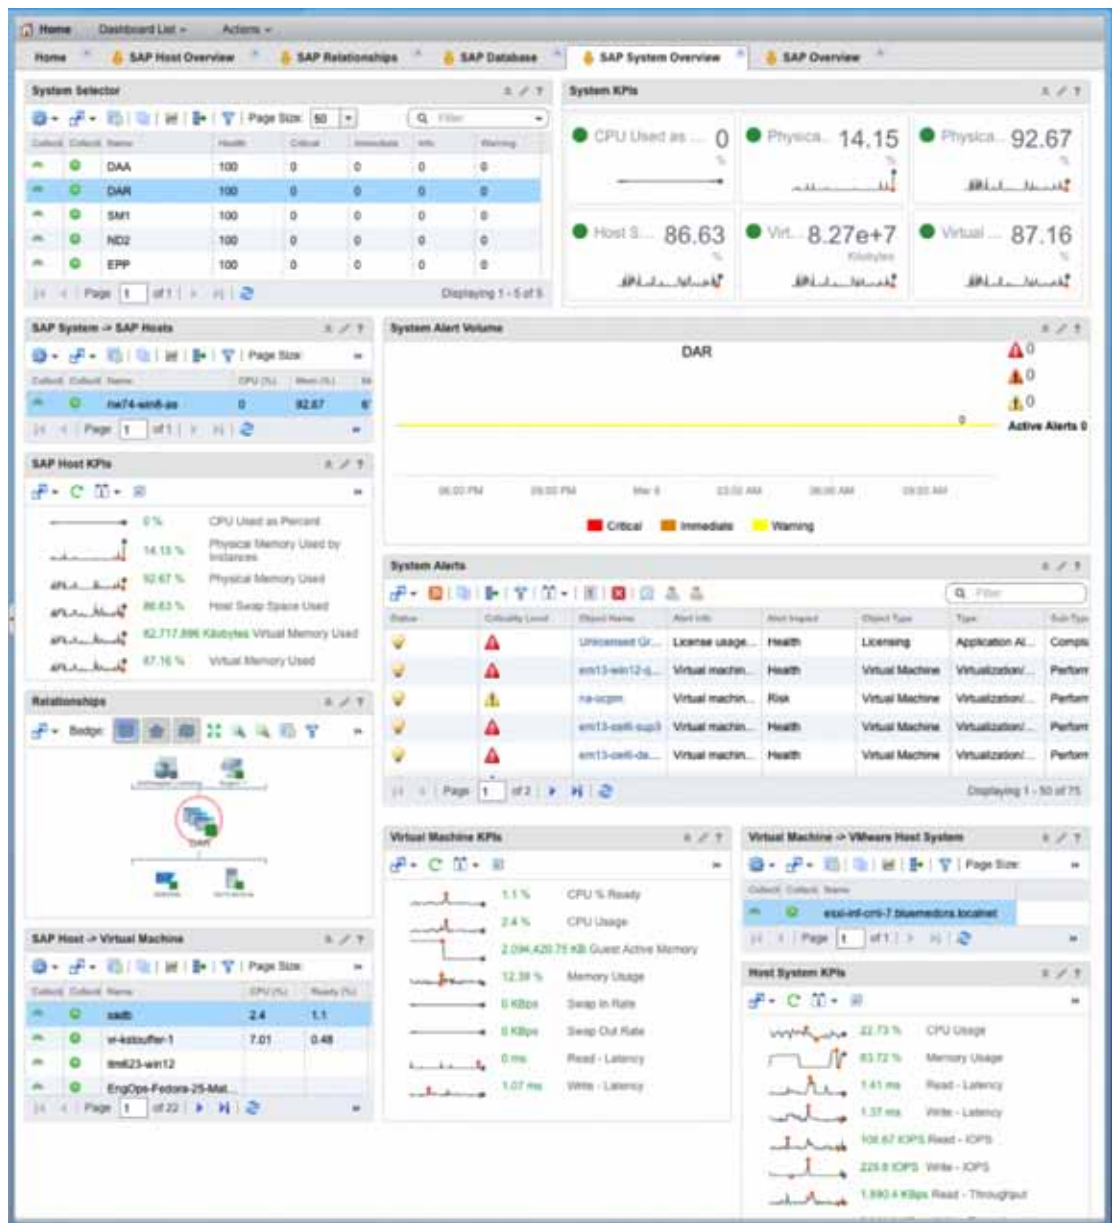 Home Dashboard List Actions
Home SAP Host Overview SAP Relationships SAP Database SAP System Overview SAP Overview
System Selector
Page Size: 50 Filter
Name Health Critical Immediate Info Warning
DAA 100 0 0 0 0
DAR 100 0 0 0 0
SM1 100 0 0 0 0
ND2 100 0 0 0 0
EPP 100 0 0 0 0
Page 1 of 1 Displaying 1 - 5 of 5
System KPIs
CPU Used as ... 0 %
Physica... 14.15 %
Physica... 92.67 %
Host S... 86.63 %
Virt... 8.27e+7 Kilobytes
Virtual ... 87.16 %
SAP System -> SAP Hosts
Page Size:
Name CPU (%) Mem (%)
0 92.67
Page 1 of 1
System Alert Volume
DAR
0
0
0
Active Alerts 0
0
06:00 PM 09:00 PM Mar 6 03:00 AM 06:00 AM 09:00 AM
Critical Immediate Warning
SAP Host KPIs
0 % CPU Used as Percent
14.15 % Physical Memory Used by
Instances
92.67 % Physical Memory Used
86.63 % Host Swap Space Used
82,717,896 Kilobytes Virtual Memory Used
87.16 % Virtual Memory Used
System Alerts
Filter
Status Criticality Level Object Name Alert Info Alert Impact Object Type Type Sub-Type
Unlicensed Gr... License usage... Health Licensing Application Al... Complia
em13-win12-s... Virtual machin... Health Virtual Machine Virtualization/... Perform
na-ucpm Virtual machin... Risk Virtual Machine Virtualization/... Perform
Virtual machin... Health Virtual Machine Virtualization/... Perform
Virtual machin... Health Virtual Machine Virtualization/... Perform
Page 1 of 2 Displaying 1 - 50 of 75
Relationships
Badge:
DAR
SAP Host -> Virtual Machine
Page Size:
Name CPU (%) Ready (%)
2.4 1.1
vr-kstouffer-1 7.01 0.48
itm623-win12
EngOps-Fedora-25-Mat...
Page 1 of 22
Virtual Machine KPIs
1.1 % CPU % Ready
2.4 % CPU Usage
2,094,420.75 KB Guest Active Memory
12.39 % Memory Usage
0 KBps Swap In Rate
0 KBps Swap Out Rate
0 ms Read - Latency
1.07 ms Write - Latency
Virtual Machine -> VMware Host System
Page Size:
Name
Page 1 of 1
Host System KPIs
22.73 % CPU Usage
83.72 % Memory Usage
1.41 ms Read - Latency
1.37 ms Write - Latency
Read - IOPS
229.8 IOPS Write - IOPS
1,890.4 KBps Read - Throughput